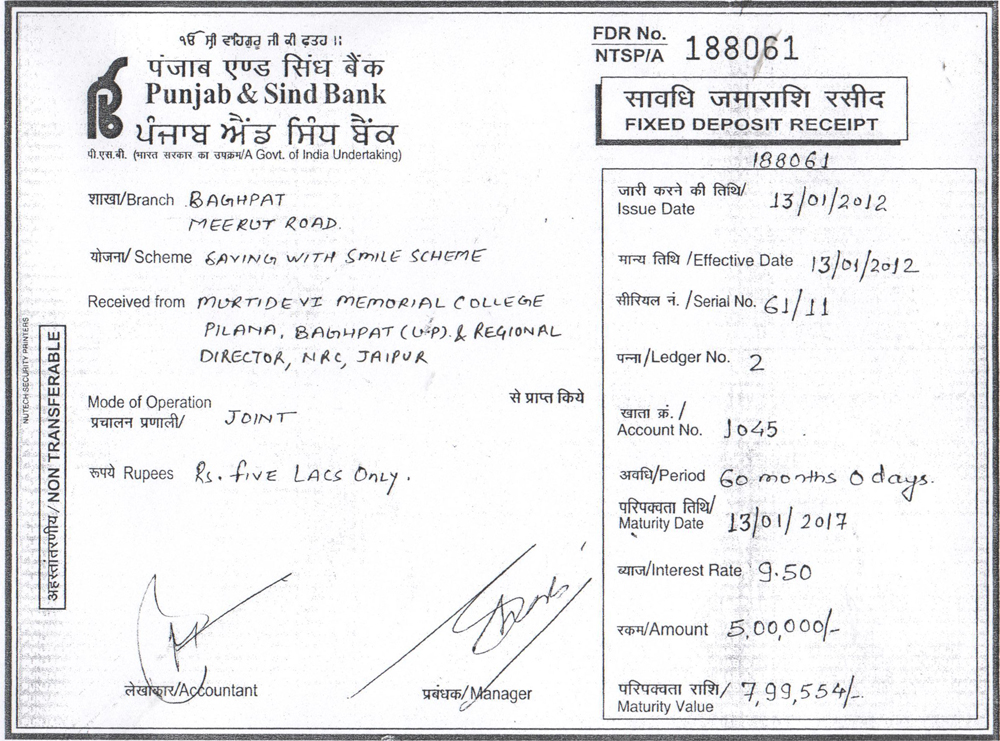 ੴ ਸ੍ਰੀ ਵਾਹਿਗੁਰੂ ਜੀ ਕੀ ਫਤਹ ॥
पंजाब एण्ड सिंध बैंक
Punjab & Sind Bank
ਪੰਜਾਬ ਐਂਡ ਸਿੰਧ ਬੈਂਕ
पी.एस.बी. (भारत सरकार का उपक्रम/A Govt. of India Undertaking)
FDR No.
NTSP/A 188061
सावधि जमाराशि रसीद
FIXED DEPOSIT RECEIPT
188061
शाखा/Branch BAGHPAT
MEERUT ROAD.
योजना/ Scheme SAVING WITH SMILE SCHEME
Received from MURTIDEVI MEMORIAL COLLEGE
PILANA, BAGHPAT (U.P). & REGIONAL
DIRECTOR, NRC, JAIPUR
से प्राप्त किये
Mode of Operation
प्रचालन प्रणाली/ JOINT
रूपये Rupees Rs. FIVE LACS ONLY.
लेखाकार/Accountant
प्रबंधक/Manager
NUTECH SECURITY PRINTERS
अहस्तांतरणीय/NON TRANSFERABLE
जारी करने की तिथि/
Issue Date 13/01/2012
मान्य तिथि /Effective Date 13/01/2012
सीरियल नं. /Serial No. 61/11
पन्ना/Ledger No. 2
खाता क्रं. /
Account No. 1045
अवधि/Period 60 months 0 days.
परिपक्वता तिथि/
Maturity Date 13/01/2017
ब्याज/Interest Rate 9.50
रकम/Amount 5,00,000/-
परिपक्वता राशि/ 7,99,554/-
Maturity Value